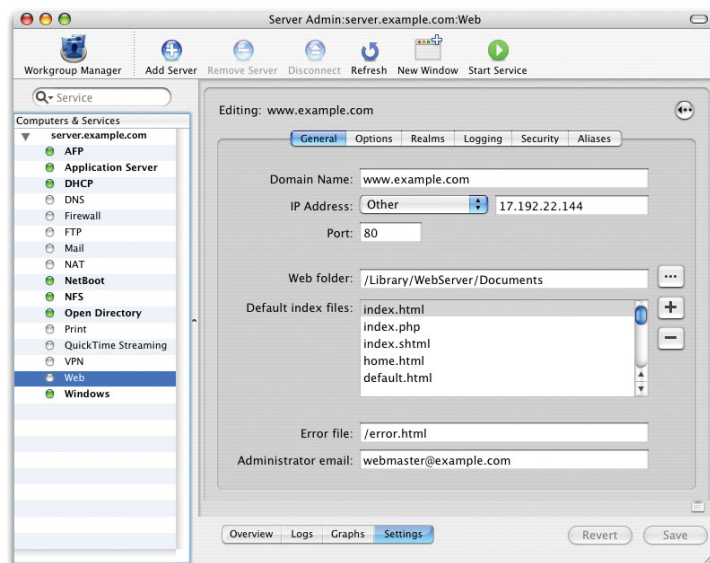 Server Admin:server.example.com:Web
Workgroup Manager Add Server Remove Server Disconnect Refresh New Window Start Service
Service
Computers & Services
server.example.com
AFP
Application Server
DHCP
DNS
Firewall
FTP
Mail
NAT
NetBoot
NFS
Open Directory
Print
QuickTime Streaming
VPN
Web
Windows
Editing: www.example.com
General Options Realms Logging Security Aliases
Domain Name: www.example.com
IP Address: Other 17.192.22.144
Port: 80
Web folder: /Library/WebServer/Documents ...
Default index files: index.html
index.php
index.shtml
home.html
default.html
Error file: /error.html
Administrator email: webmaster@example.com
Overview Logs Graphs Settings Revert Save